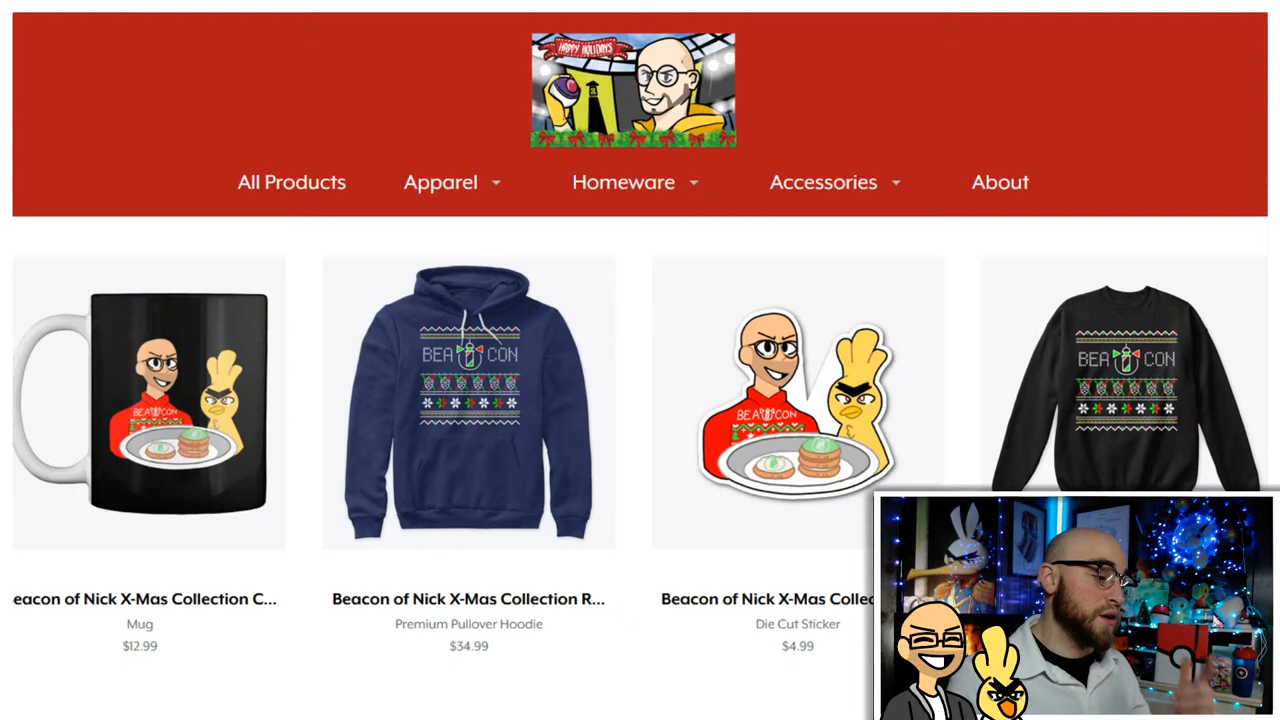 HAPPY HOLIDAYS
All Products Apparel Homeware Accessories About
BEA CON
BEA CON
BEA CON
BEA CON
eacon of Nick X-Mas Collection C... Beacon of Nick X-Mas Collection R... Beacon of Nick X-Mas Collec
Mug Premium Pullover Hoodie Die Cut Sticker
$12.99 $34.99 $4.99